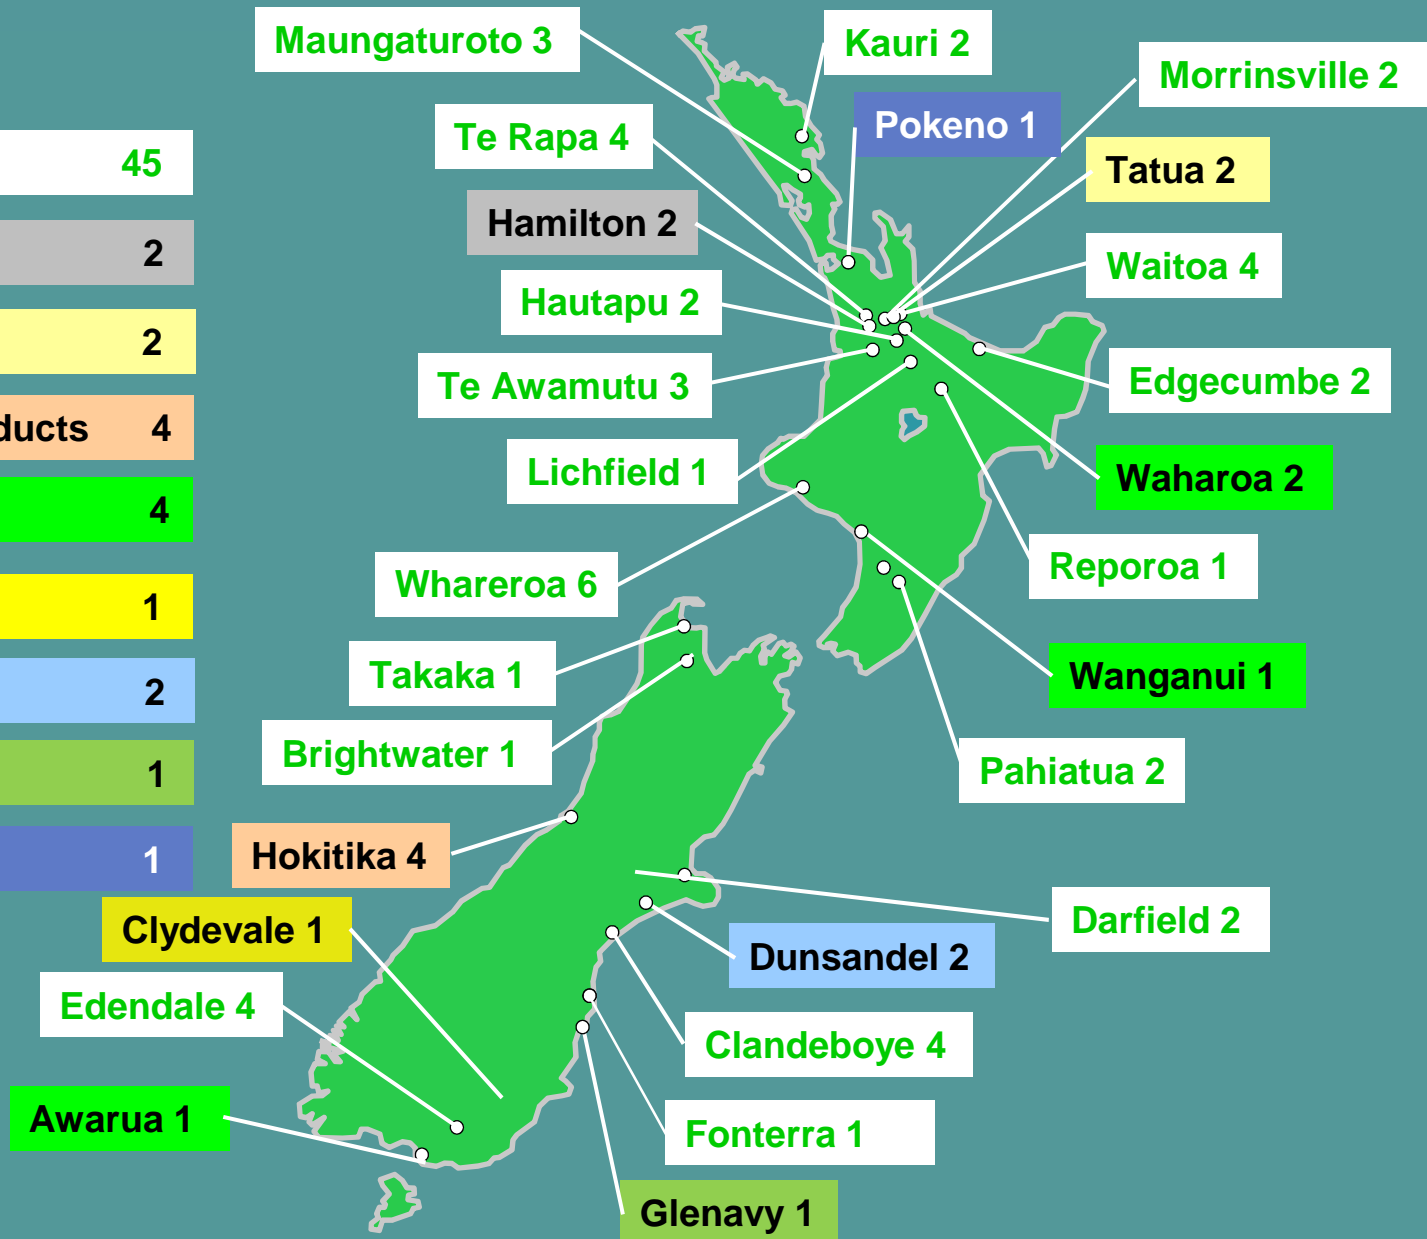 Maungaturoto 3
Kauri 2
Morrinsville 2
Te Rapa 4
Pokeno 1
45
Tatua 2
Hamilton 2
2
Waitoa 4
Hautapu 2
2
Te Awamutu 3
Edgecumbe 2
ducts 4
Lichfield 1
Waharoa 2
4
Whareroa 6
Reporoa 1
1
Takaka 1
Wanganui 1
2
Brightwater 1
Pahiatua 2
1
Hokitika 4
1
Darfield 2
Clydevale 1
Dunsandel 2
Edendale 4
Clandeboye 4
Awarua 1
Fonterra 1
Glenavy 1